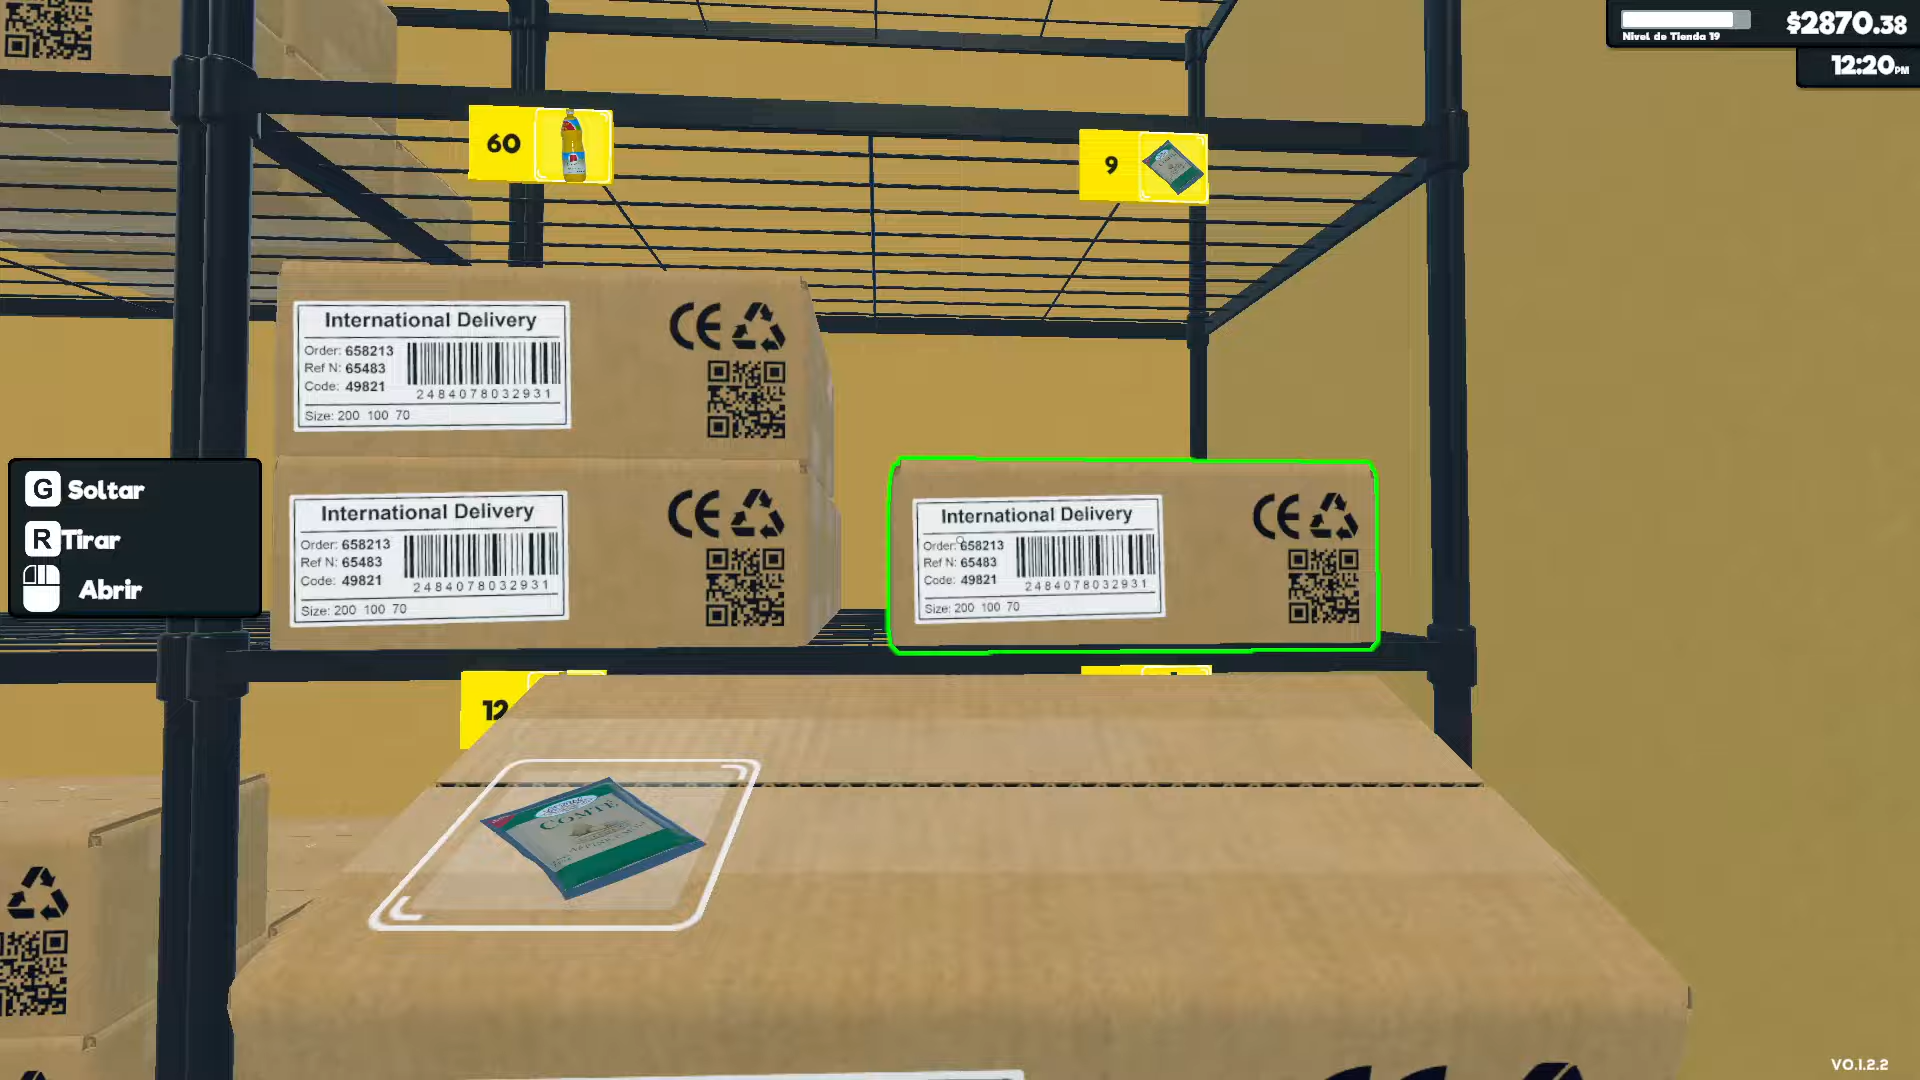 Nivel de Tienda 19
$2870.38
12:20PM
60
9
International Delivery
Order: 658213
Ref N: 65483
Code: 49821
2484078032931
Size: 200 100 70
International Delivery
Order: 658213
Ref N: 65483
Code: 49821
2484078032931
Size: 200 100 70
International Delivery
Order: 658213
Ref N: 65483
Code: 49821
2484078032931
Size: 200 100 70
CE
CE
CE
G Soltar
R Tirar
Abrir
12
COMTÉ
V0.1.2.2